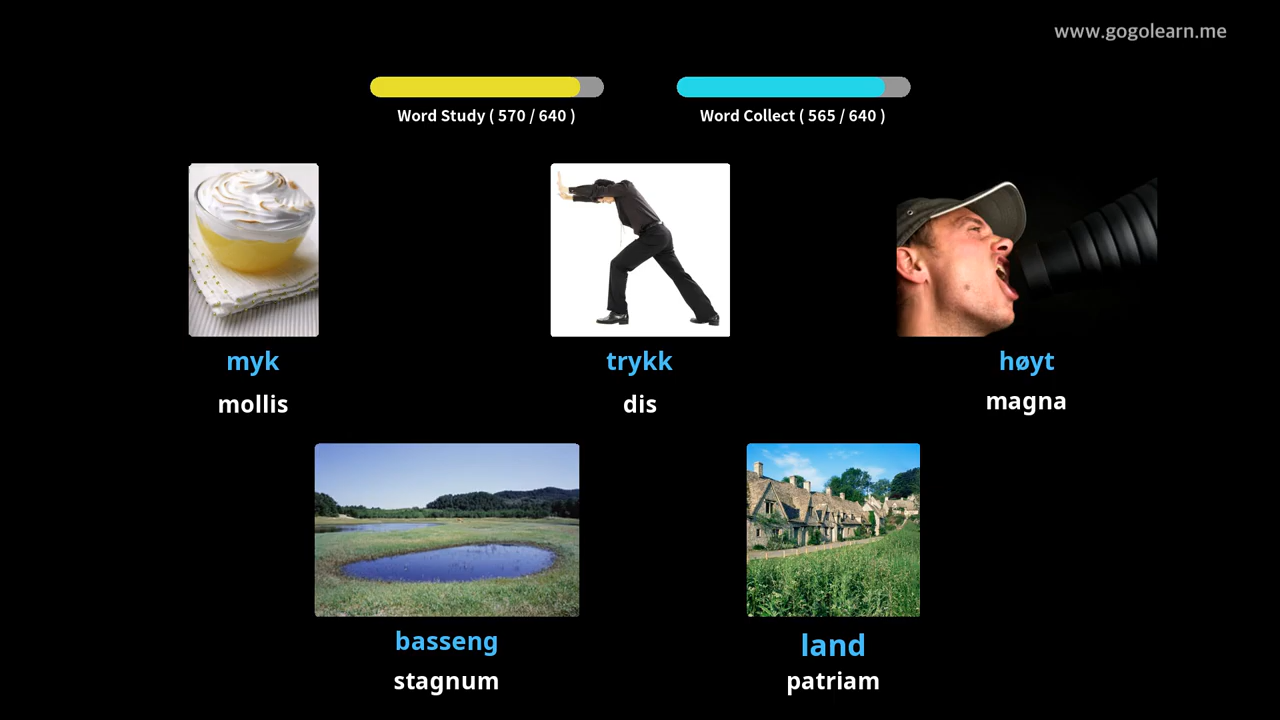 www.gogolearn.me
Word Study ( 570 / 640 )
Word Collect ( 565 / 640 )
myk
mollis
trykk
dis
høyt
magna
basseng
stagnum
land
patriam